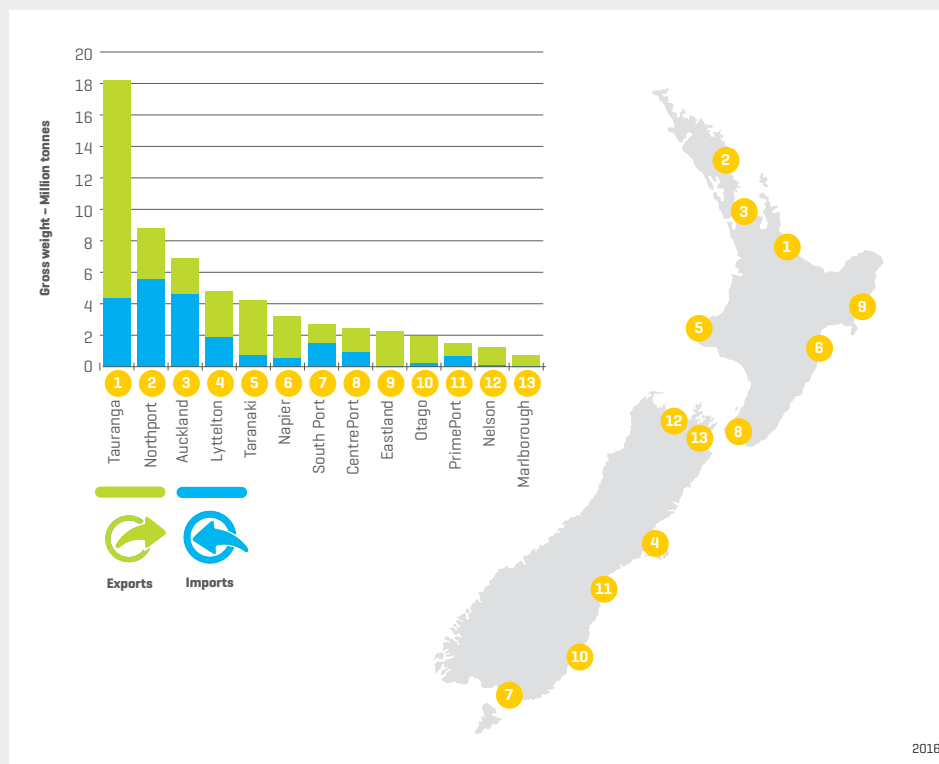 20
18
16
14
12
10
8
6
4
2
0
Gross weight – Million tonnes
1 2 3 4 5 6 7 8 9 10 11 12 13
Tauranga
Northport
Auckland
Lyttelton
Taranaki
Napier
South Port
CentrePort
Eastland
Otago
PrimePort
Nelson
Marlborough
Exports Imports
2
3
1
9
5
6
12
13
8
4
11
10
7
2016